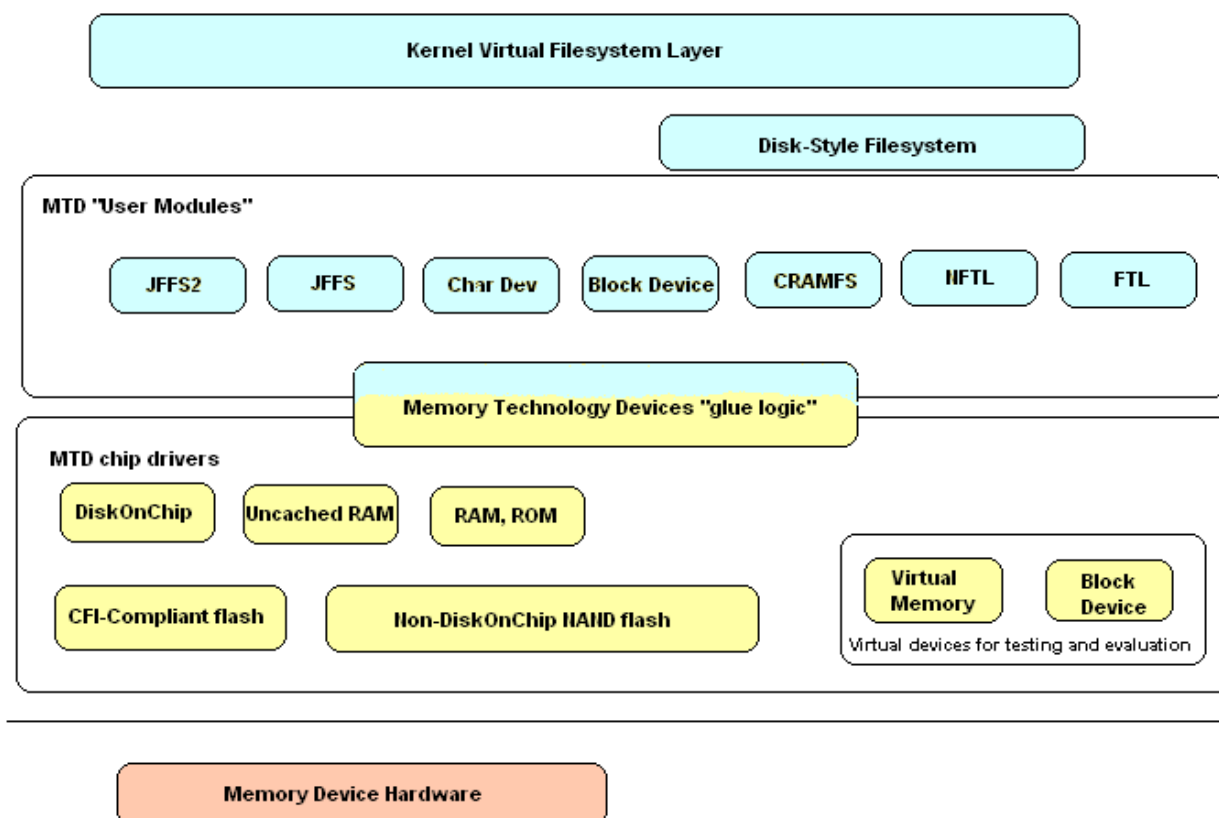 Kernel Virtual Filesystem Layer
Disk-Style Filesystem
MTD "User Modules"
JFFS2
JFFS
Char Dev
Block Device
CRAMFS
NFTL
FTL
Memory Technology Devices "glue logic"
MTD chip drivers
DiskOnChip
Uncached RAM
RAM, ROM
CFI-Compliant flash
Non-DiskOnChip NAND flash
Virtual
Memory
Block
Device
Virtual devices for testing and evaluation
Memory Device Hardware